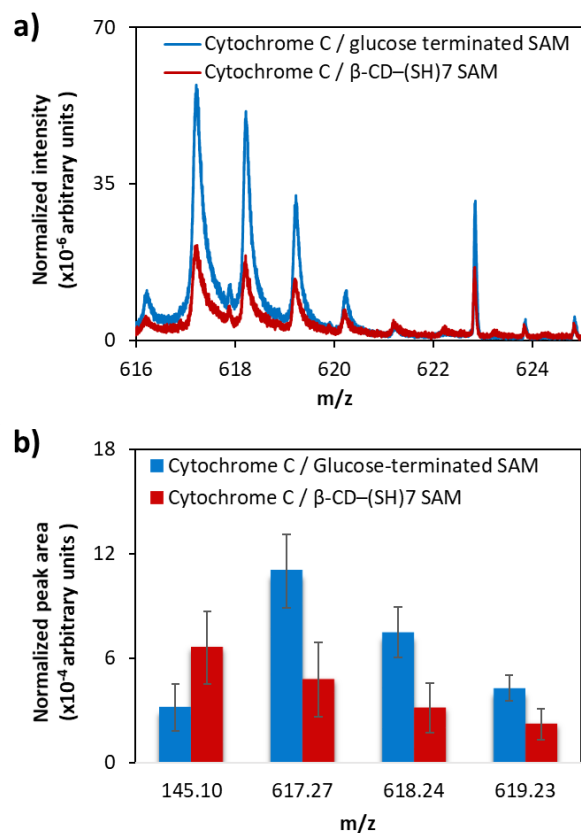 a)
70
Cytochrome C / glucose terminated SAM
Cytochrome C / β-CD–(SH)7 SAM
35
0
Normalized intensity
(x10⁻⁶ arbitrary units )
616 618 620 622 624
m/z
b)
18
Cytochrome C / Glucose-terminated SAM
Cytochrome C / β-CD–(SH)7 SAM
12
6
0
Normalized peak area
(x10⁻⁴ arbitrary units )
145.10 617.27 618.24 619.23
m/z